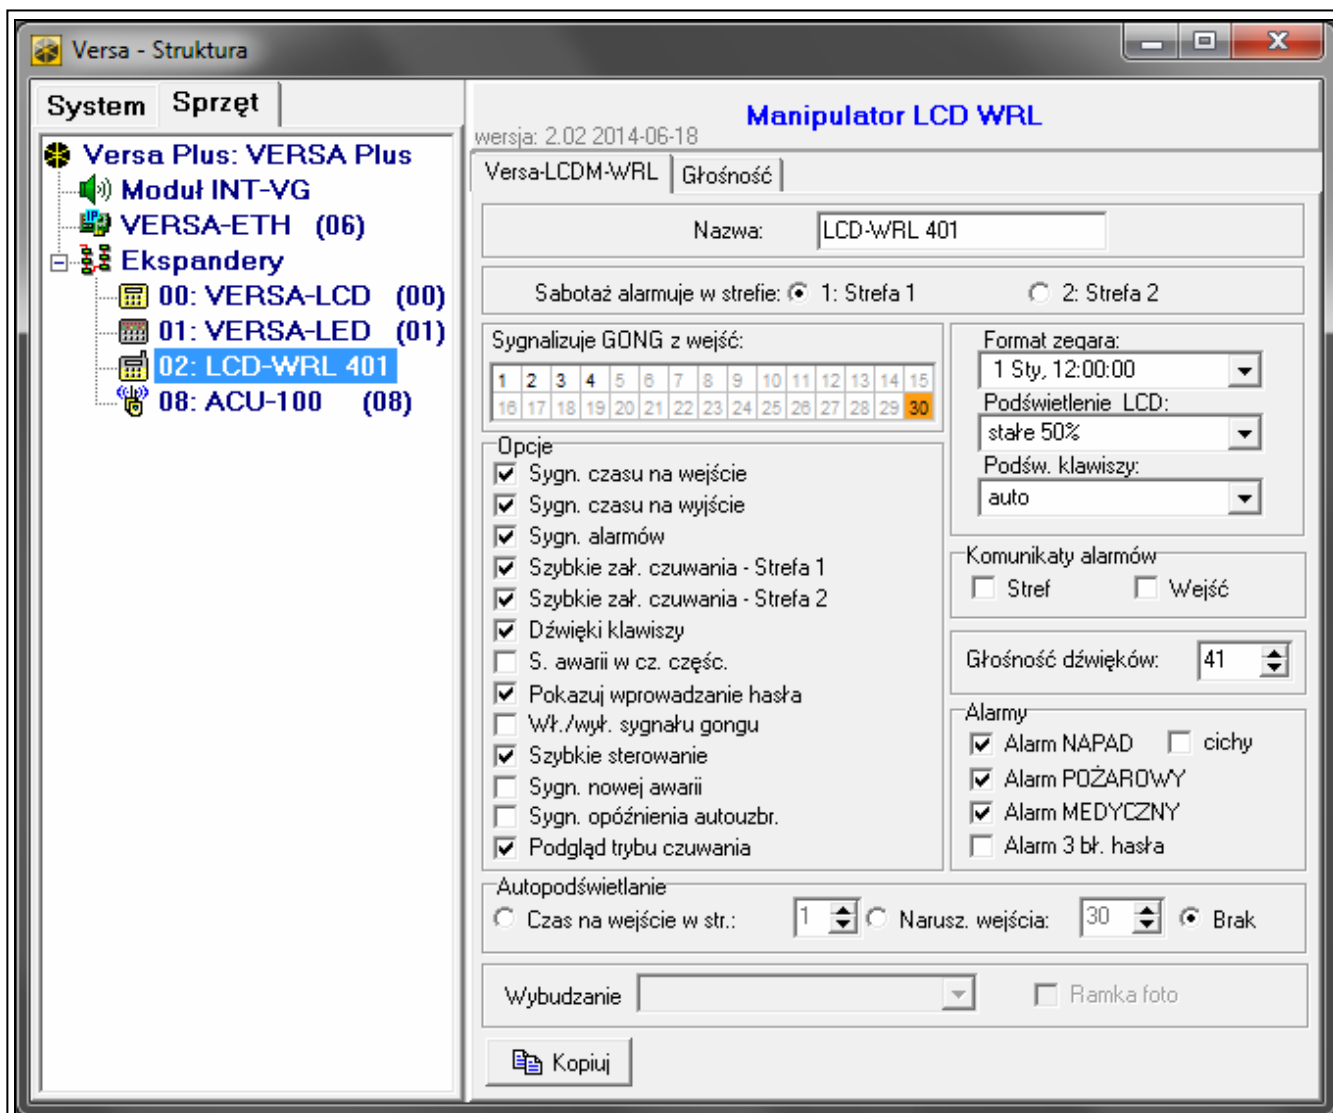 Versa - Struktura
System Sprzęt
Versa Plus: VERSA Plus
Moduł INT-VG
VERSA-ETH (06)
Ekspandery
00: VERSA-LCD (00)
01: VERSA-LED (01)
02: LCD-WRL 401
08: ACU-100 (08)
Manipulator LCD WRL
wersja: 2.02 2014-06-18
Versa-LCDM-WRL Głośność
Nazwa: LCD-WRL 401
Sabotaż alarmuje w strefie: 1: Strefa 1 2: Strefa 2
Sygnalizuje GONG z wejść:
1 2 3 4 5 6 7 8 9 10 11 12 13 14 15
16 17 18 19 20 21 22 23 24 25 26 27 28 29 30
Opcje
Sygn. czasu na wejście
Sygn. czasu na wyjście
Sygn. alarmów
Szybkie zał. czuwania - Strefa 1
Szybkie zał. czuwania - Strefa 2
Dźwięki klawiszy
S. awarii w cz. częśc.
Pokazuj wprowadzanie hasła
Wł./wył. sygnału gongu
Szybkie sterowanie
Sygn. nowej awarii
Sygn. opóźnienia autouzbr.
Podgląd trybu czuwania
Format zegara:
1 Sty, 12:00:00
Podświetlenie LCD:
stałe 50%
Podśw. klawiszy:
auto
Komunikaty alarmów
Stref Wejść
Głośność dźwięków: 41
Alarmy
Alarm NAPAD cichy
Alarm POŻAROWY
Alarm MEDYCZNY
Alarm 3 bł. hasła
Autopodświetlanie
Czas na wejście w str.: 1 Narusz. wejścia: 30 Brak
Wybudzanie Ramka foto
Kopiuj